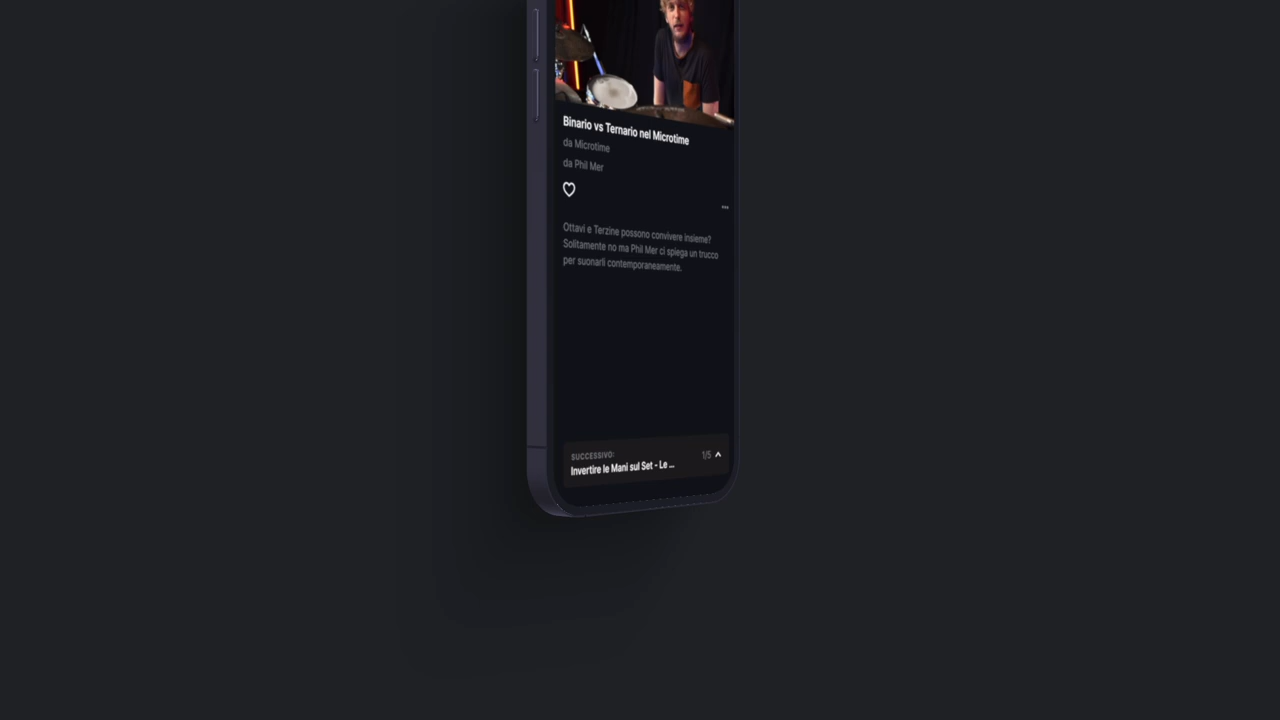 Binario vs Ternario nel Microtime
da Microtime
da Phil Mer
Ottavi e Terzine possono convivere insieme?
Solitamente no ma Phil Mer ci spiega un trucco
per suonarli contemporaneamente.
SUCCESSIVO:
1/5
Invertire le Mani sul Set - Le ...